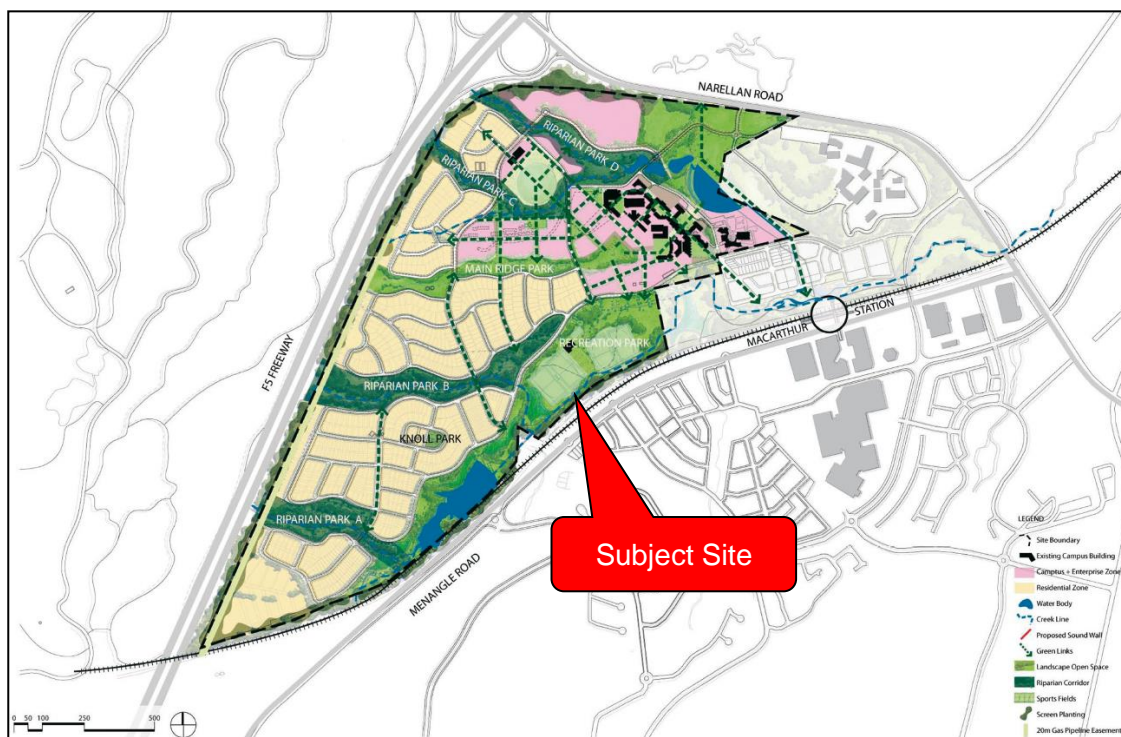 NARELLAN ROAD
RIPARIAN PARK D
RIPARIAN PARK C
MAIN RIDGE PARK
MACARTHUR STATION
F5 FREEWAY
RECREATION PARK
RIPARIAN PARK B
KNOLL PARK
RIPARIAN PARK A
MENANGLE ROAD
Subject Site
LEGEND
Site Boundary
Existing Campus Building
Camptus + Enterprize Zone
Residential Zone
Water Body
Creek Line
Proposed Sound Wall
Green Links
Landscape Open Space
Riparian Corridor
Sports Fields
Screen Planting
20m Gas Pipeline Easement
0 50 100 250 500